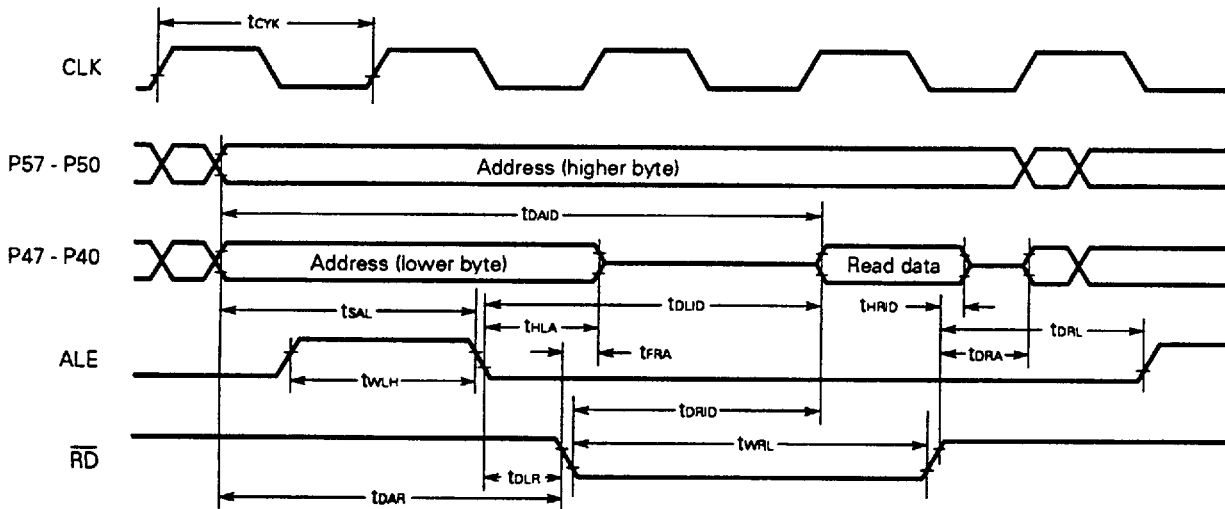 tCYK
CLK
P57 - P50
Address (higher byte)
tDAID
P47 - P40
Address (lower byte)
Read data
tSAL
tDLID
tHRID
tHLA
tDRL
ALE
tFRA
tDRA
tWLH
tDRID
RD
tWRL
tDLR
tDAR